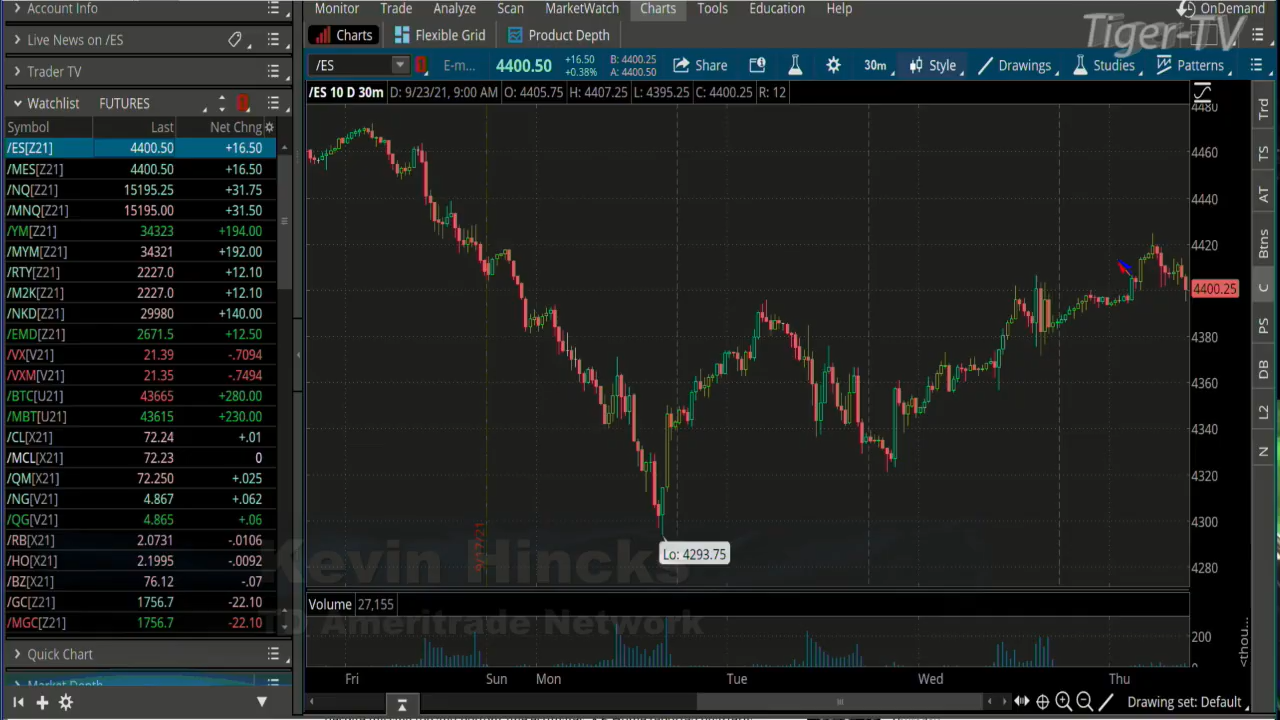 Account Info
Monitor Trade Analyze Scan MarketWatch Charts Tools Education Help OnDemand
Tiger-TV
Live News on /ES
Charts Flexible Grid Product Depth
/ES E-m... 4400.50 +16.50 +0.38% B: 4400.25 A: 4400.50 Share 30m Style Drawings Studies Patterns
Trader TV
Watchlist FUTURES
/ES 10 D 30m D: 9/23/21, 9:00 AM O: 4405.75 H: 4407.25 L: 4395.25 C: 4400.25 R: 12
Symbol Last Net Chng
/ES[Z21] 4400.50 +16.50
/MES[Z21] 4400.50 +16.50
/NQ[Z21] 15195.25 +31.75
/MNQ[Z21] 15195.00 +31.50
/YM[Z21] 34323 +194.00
/MYM[Z21] 34321 +192.00
/RTY[Z21] 2227.0 +12.10
/M2K[Z21] 2227.0 +12.10
/NKD[Z21] 29980 +140.00
/EMD[Z21] 2671.5 +12.50
/VX[V21] 21.39 -.7094
/VXM[V21] 21.35 -.7494
/BTC[U21] 43665 +280.00
/MBT[U21] 43615 +230.00
/CL[X21] 72.24 +.01
/MCL[X21] 72.23 0
/QM[X21] 72.250 +.025
/NG[V21] 4.867 +.062
/QG[V21] 4.865 +.06
/RB[X21] 2.0731 -.0106
/HO[X21] 2.1995 -.0092
/BZ[X21] 76.12 -.07
/GC[Z21] 1756.7 -22.10
/MGC[Z21] 1756.7 -22.10
Quick Chart
Market Depth
4480
4460
4440
4420
4400.25
4380
4360
4340
4320
4300
4280
9/17/21
Lo: 4293.75
Kevin Hincks
TD Ameritrade Network
Volume 27,155
200
0
<thou...
Fri Sun Mon Tue Wed Thu
Drawing set: Default
Trd
TS
AT
Btns
C
PS
DB
L2
N